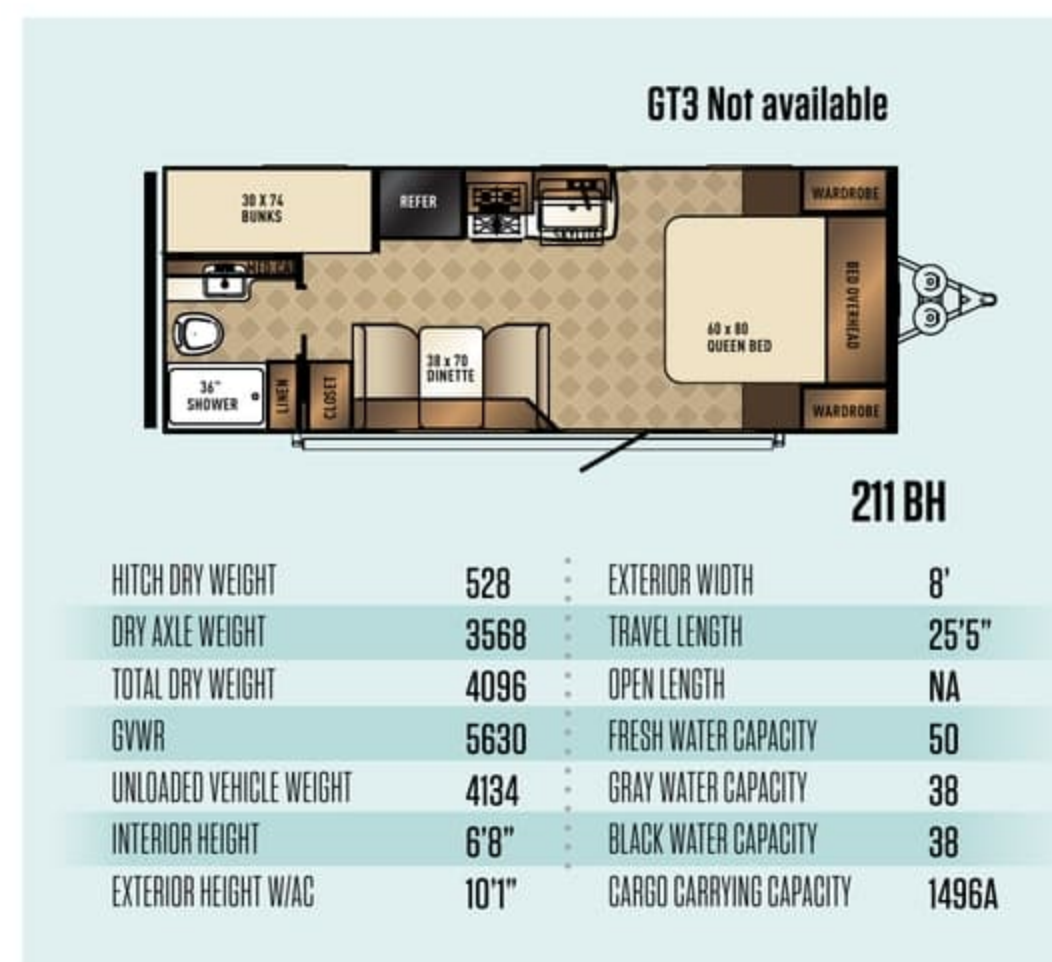 GT3 Not available
30 X 74
BUNKS
REFER
WARDROBE
SKYLITE
MED CAB
BED OVERHEAD
60 x 80
QUEEN BED
38 x 70
DINETTE
36"
SHOWER
LINEN
CLOSET
WARDROBE
211 BH
HITCH DRY WEIGHT 528 EXTERIOR WIDTH 8'
DRY AXLE WEIGHT 3568 TRAVEL LENGTH 25'5"
TOTAL DRY WEIGHT 4096 OPEN LENGTH NA
GVWR 5630 FRESH WATER CAPACITY 50
UNLOADED VEHICLE WEIGHT 4134 GRAY WATER CAPACITY 38
INTERIOR HEIGHT 6'8" BLACK WATER CAPACITY 38
EXTERIOR HEIGHT W/AC 10'1" CARGO CARRYING CAPACITY 1496A